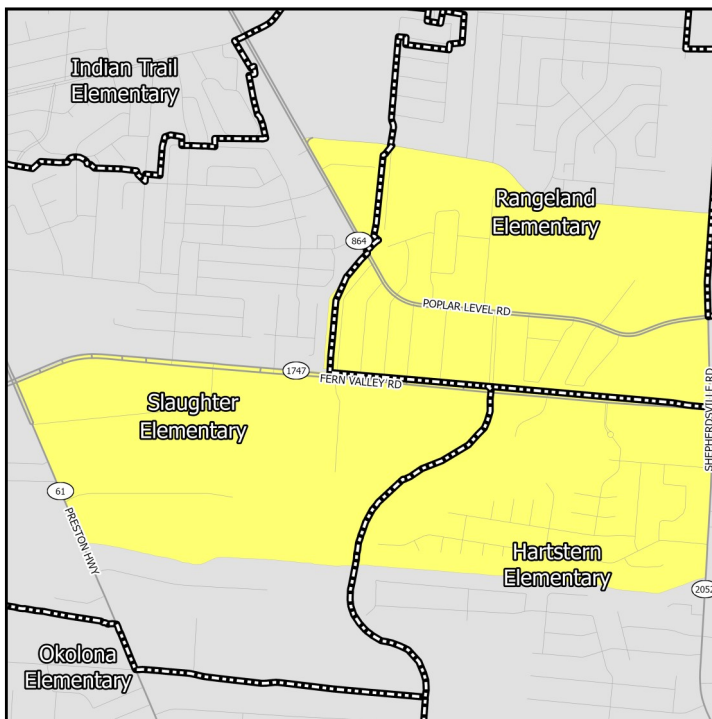 Indian Trail
Elementary
Rangeland
Elementary
864
POPLAR LEVEL RD
1747
FERN VALLEY RD
Slaughter
Elementary
SHEPHERDSVILLE RD
61
PRESTON HWY
Hartstern
Elementary
2052
Okolona
Elementary